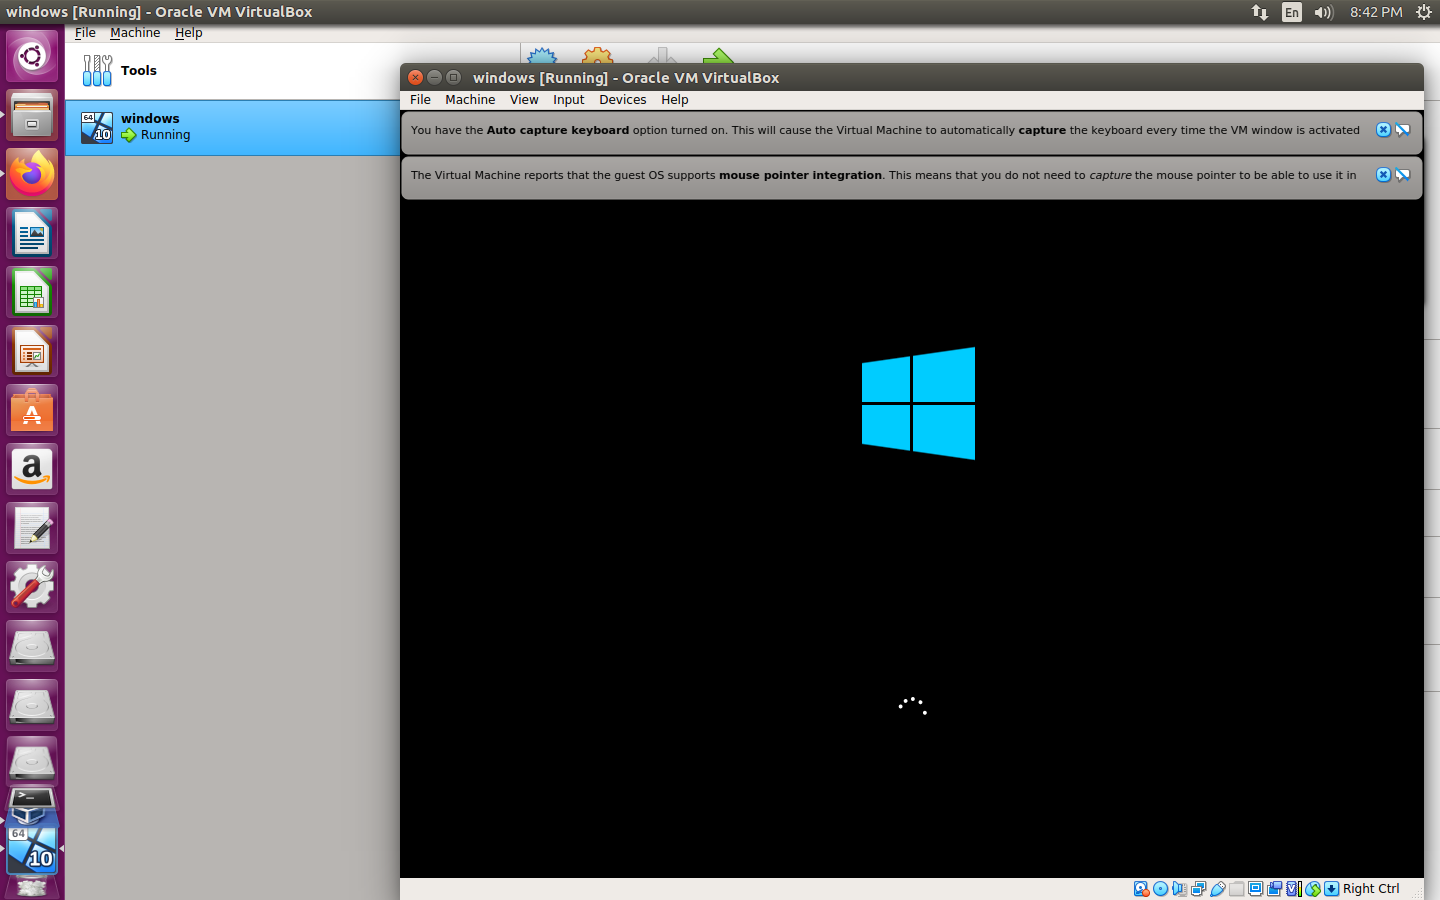 windows [Running] - Oracle VM VirtualBox
En
8:42 PM
File Machine Help
Tools
64
10
windows
Running
windows [Running] - Oracle VM VirtualBox
File Machine View Input Devices Help
You have the Auto capture keyboard option turned on. This will cause the Virtual Machine to automatically capture the keyboard every time the VM window is activated
The Virtual Machine reports that the guest OS supports mouse pointer integration. This means that you do not need to capture the mouse pointer to be able to use it in
A
a
>_
64
10
V
Right Ctrl